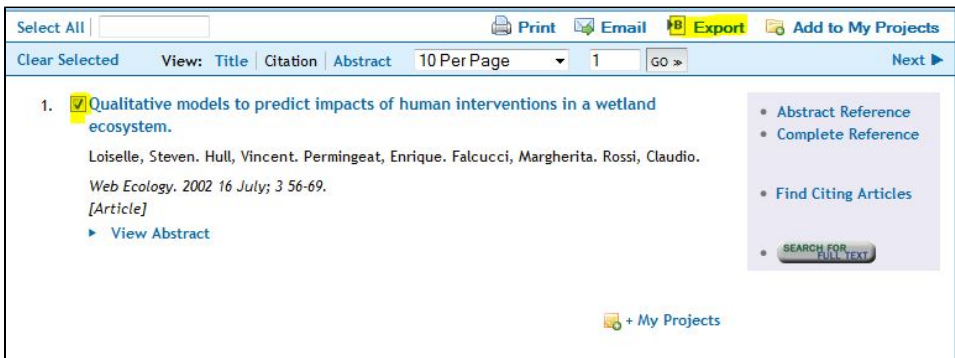 Select All Print Email Export Add to My Projects
Clear Selected View: Title Citation Abstract 10 Per Page 1 GO » Next
1. Qualitative models to predict impacts of human interventions in a wetland
ecosystem.
Loiselle, Steven. Hull, Vincent. Permingeat, Enrique. Falcucci, Margherita. Rossi, Claudio.
Web Ecology. 2002 16 July; 3 56-69.
[Article]
View Abstract
• Abstract Reference
• Complete Reference
• Find Citing Articles
• SEARCH FOR
FULL TEXT
+ My Projects